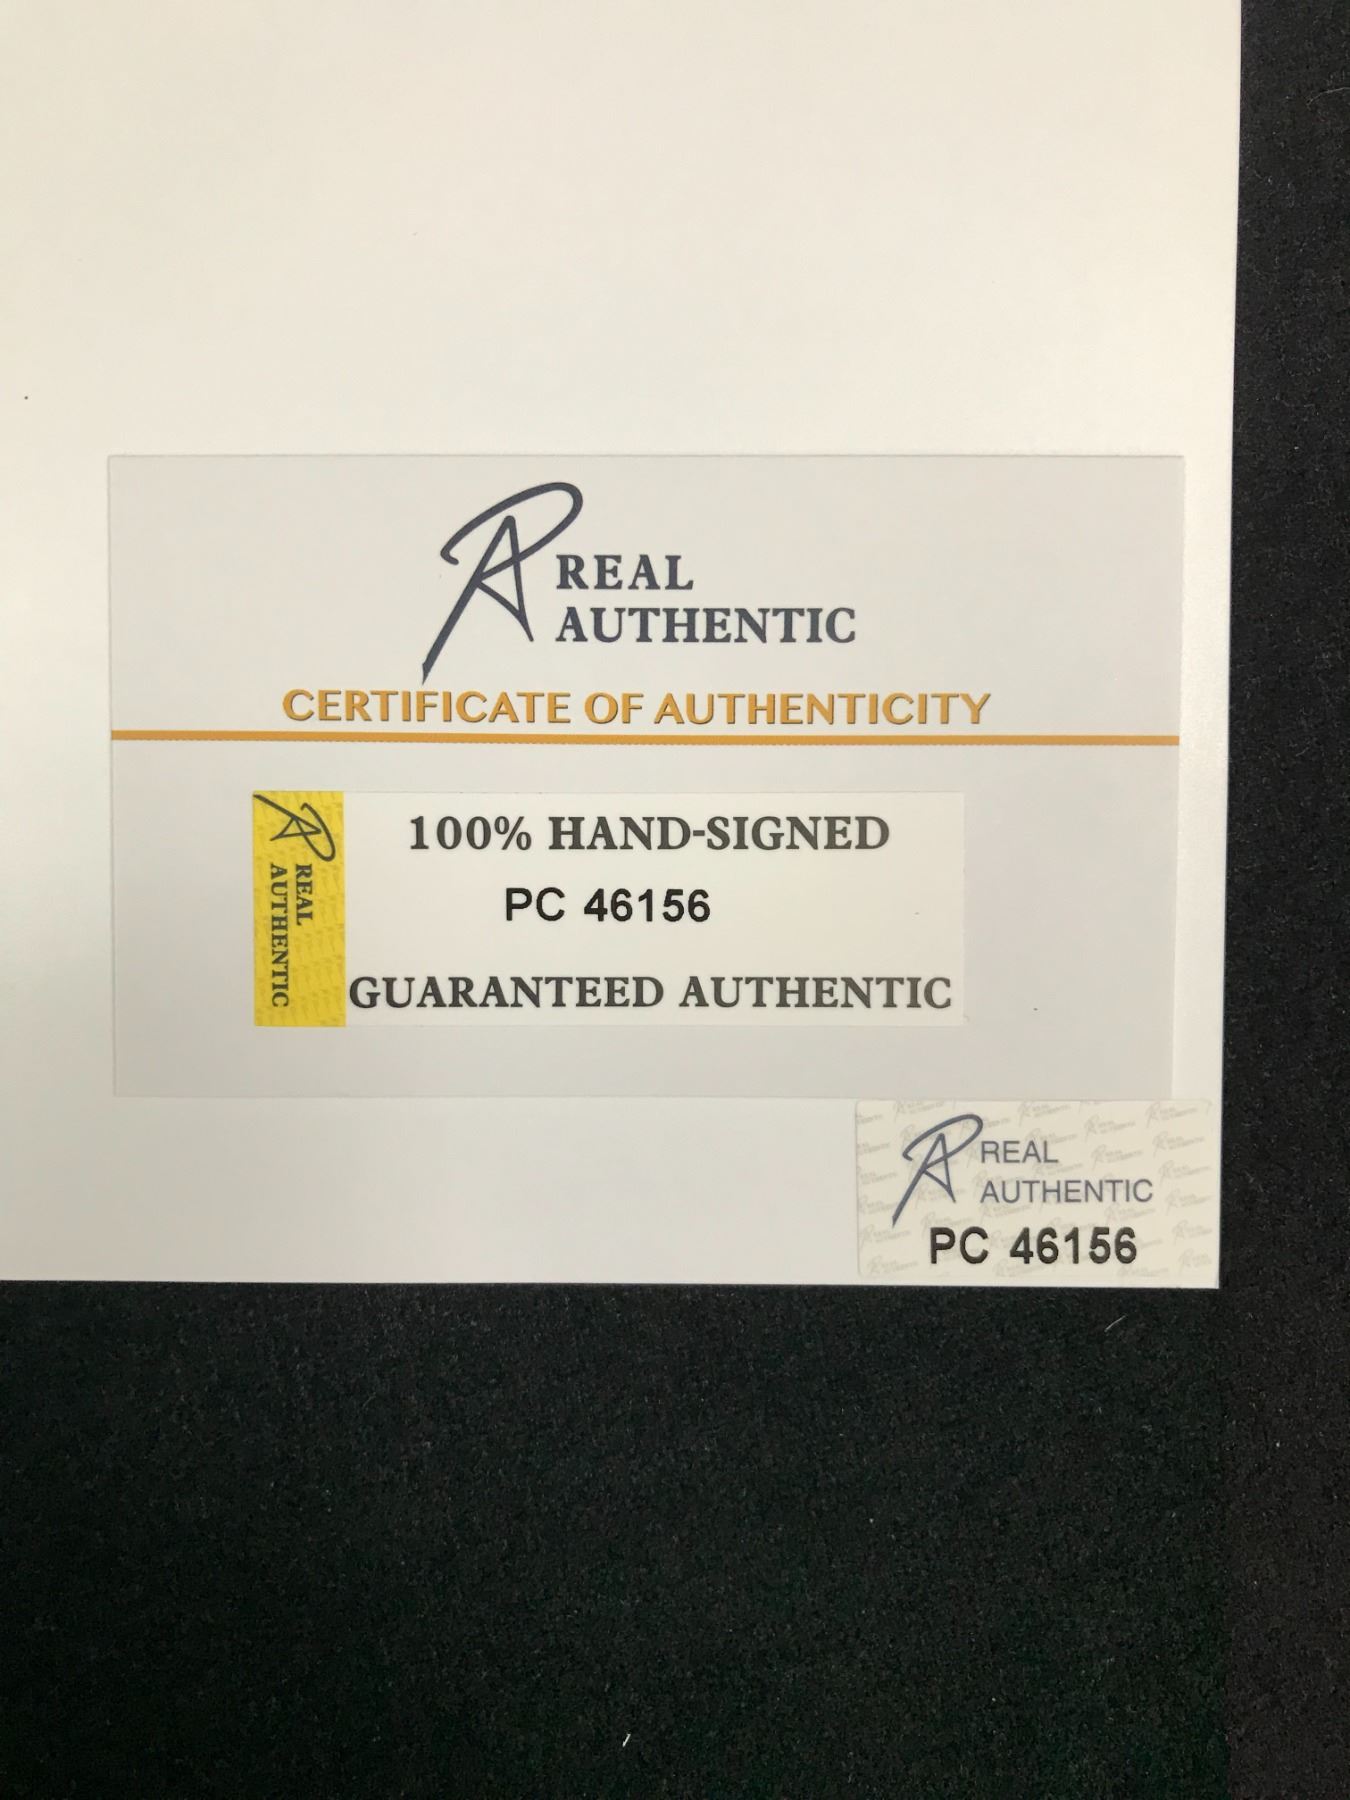 REAL
AUTHENTIC
CERTIFICATE OF AUTHENTICITY
REAL
AUTHENTIC
100% HAND-SIGNED
PC 46156
GUARANTEED AUTHENTIC
REAL
AUTHENTIC
PC 46156